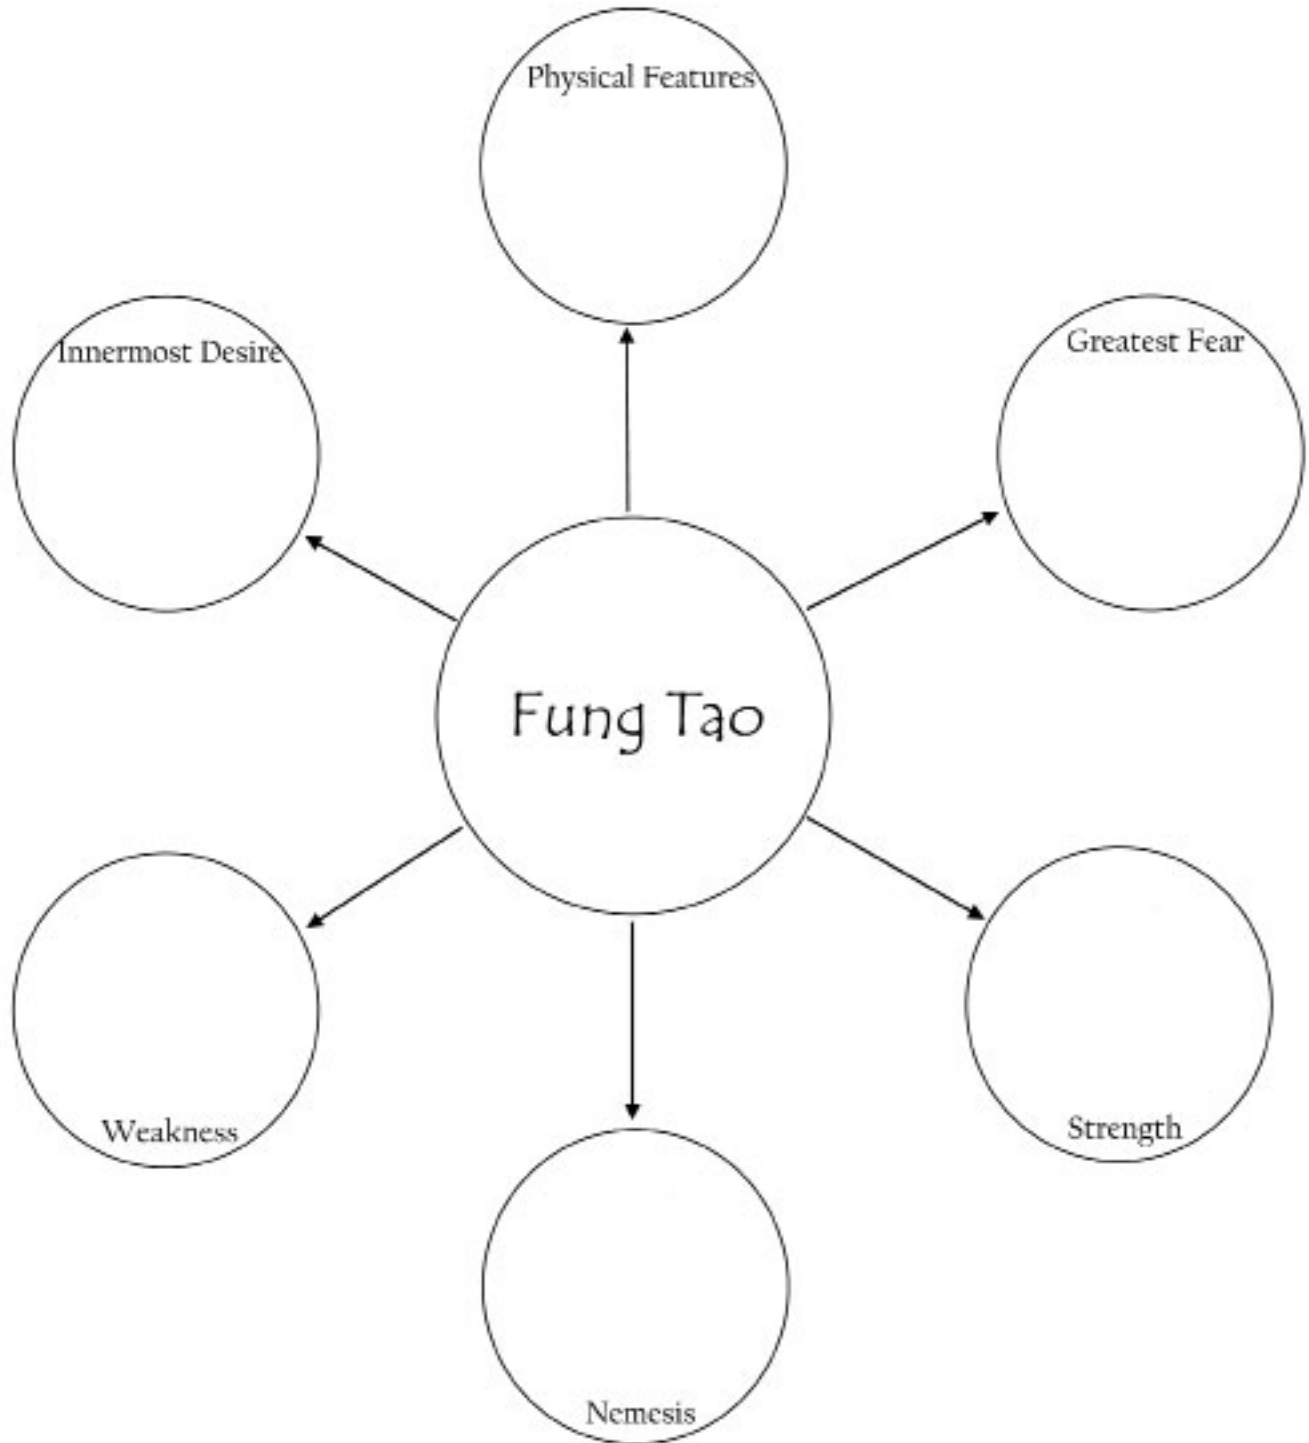 Physical Features
Innermost Desire
Greatest Fear
Fung Tao
Weakness
Strength
Nemesis